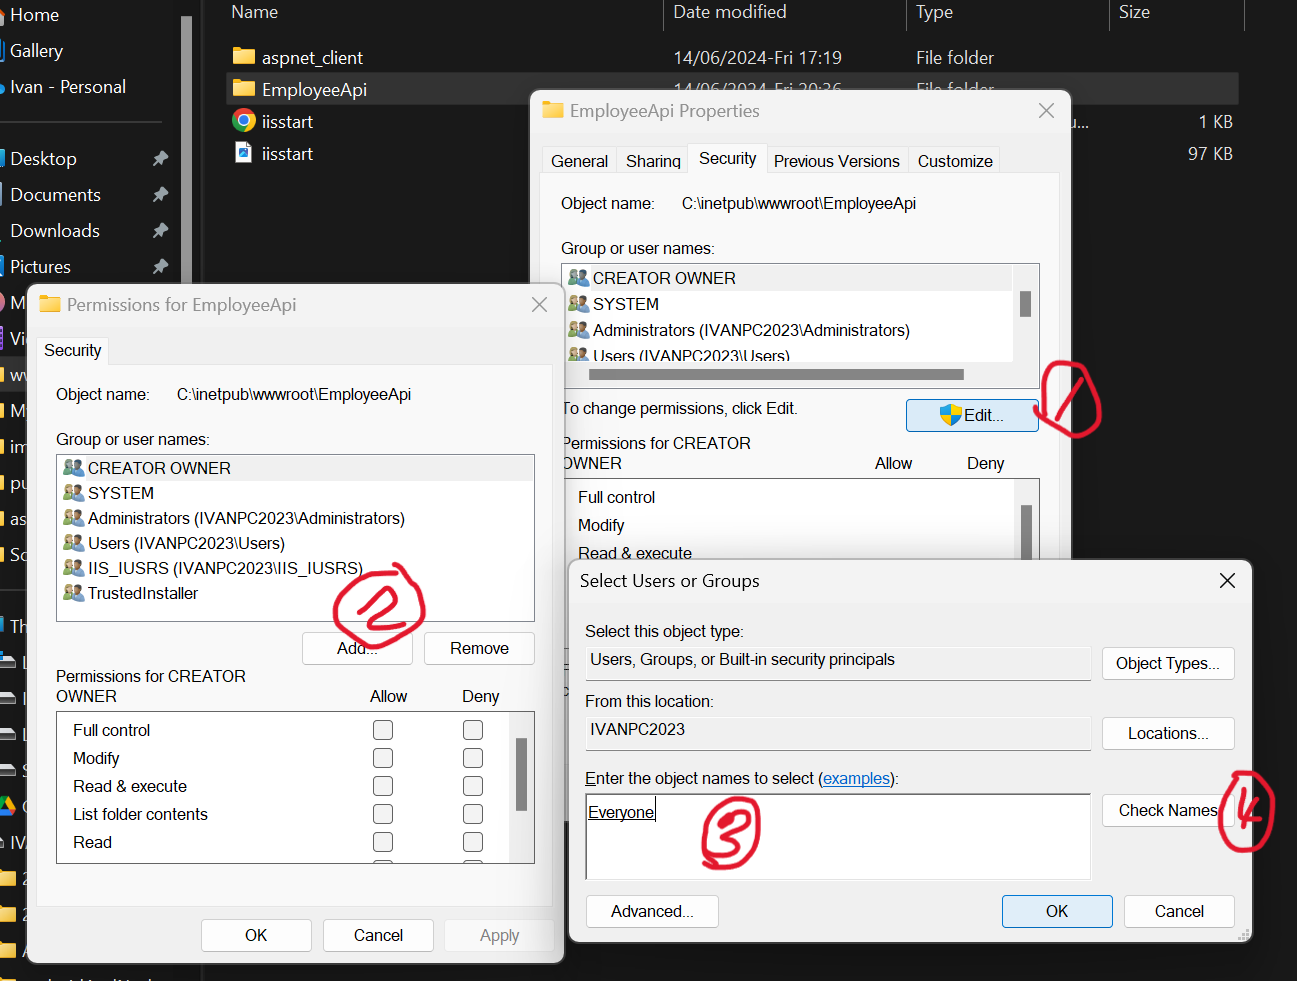 Home
Gallery
Ivan - Personal
Desktop
Documents
Downloads
Pictures
Name Date modified Type Size
aspnet_client 14/06/2024-Fri 17:19 File folder
EmployeeApi 14/06/2024-Fri 20:36 File folder
iisstart 1 KB
iisstart 97 KB
EmployeeApi Properties
General Sharing Security Previous Versions Customize
Object name: C:\inetpub\wwwroot\EmployeeApi
Group or user names:
CREATOR OWNER
SYSTEM
Administrators (IVANPC2023\Administrators)
Users (IVANPC2023\Users)
To change permissions, click Edit.
Edit...
1
Permissions for CREATOR
OWNER Allow Deny
Full control
Modify
Read & execute
Permissions for EmployeeApi
Security
Object name: C:\inetpub\wwwroot\EmployeeApi
Group or user names:
CREATOR OWNER
SYSTEM
Administrators (IVANPC2023\Administrators)
Users (IVANPC2023\Users)
IIS_IUSRS (IVANPC2023\IIS_IUSRS)
TrustedInstaller
2
Add... Remove
Permissions for CREATOR
OWNER Allow Deny
Full control
Modify
Read & execute
List folder contents
Read
OK Cancel Apply
Select Users or Groups
Select this object type:
Users, Groups, or Built-in security principals Object Types...
From this location:
IVANPC2023 Locations...
Enter the object names to select (examples):
Everyone Check Names
3
4
Advanced... OK Cancel